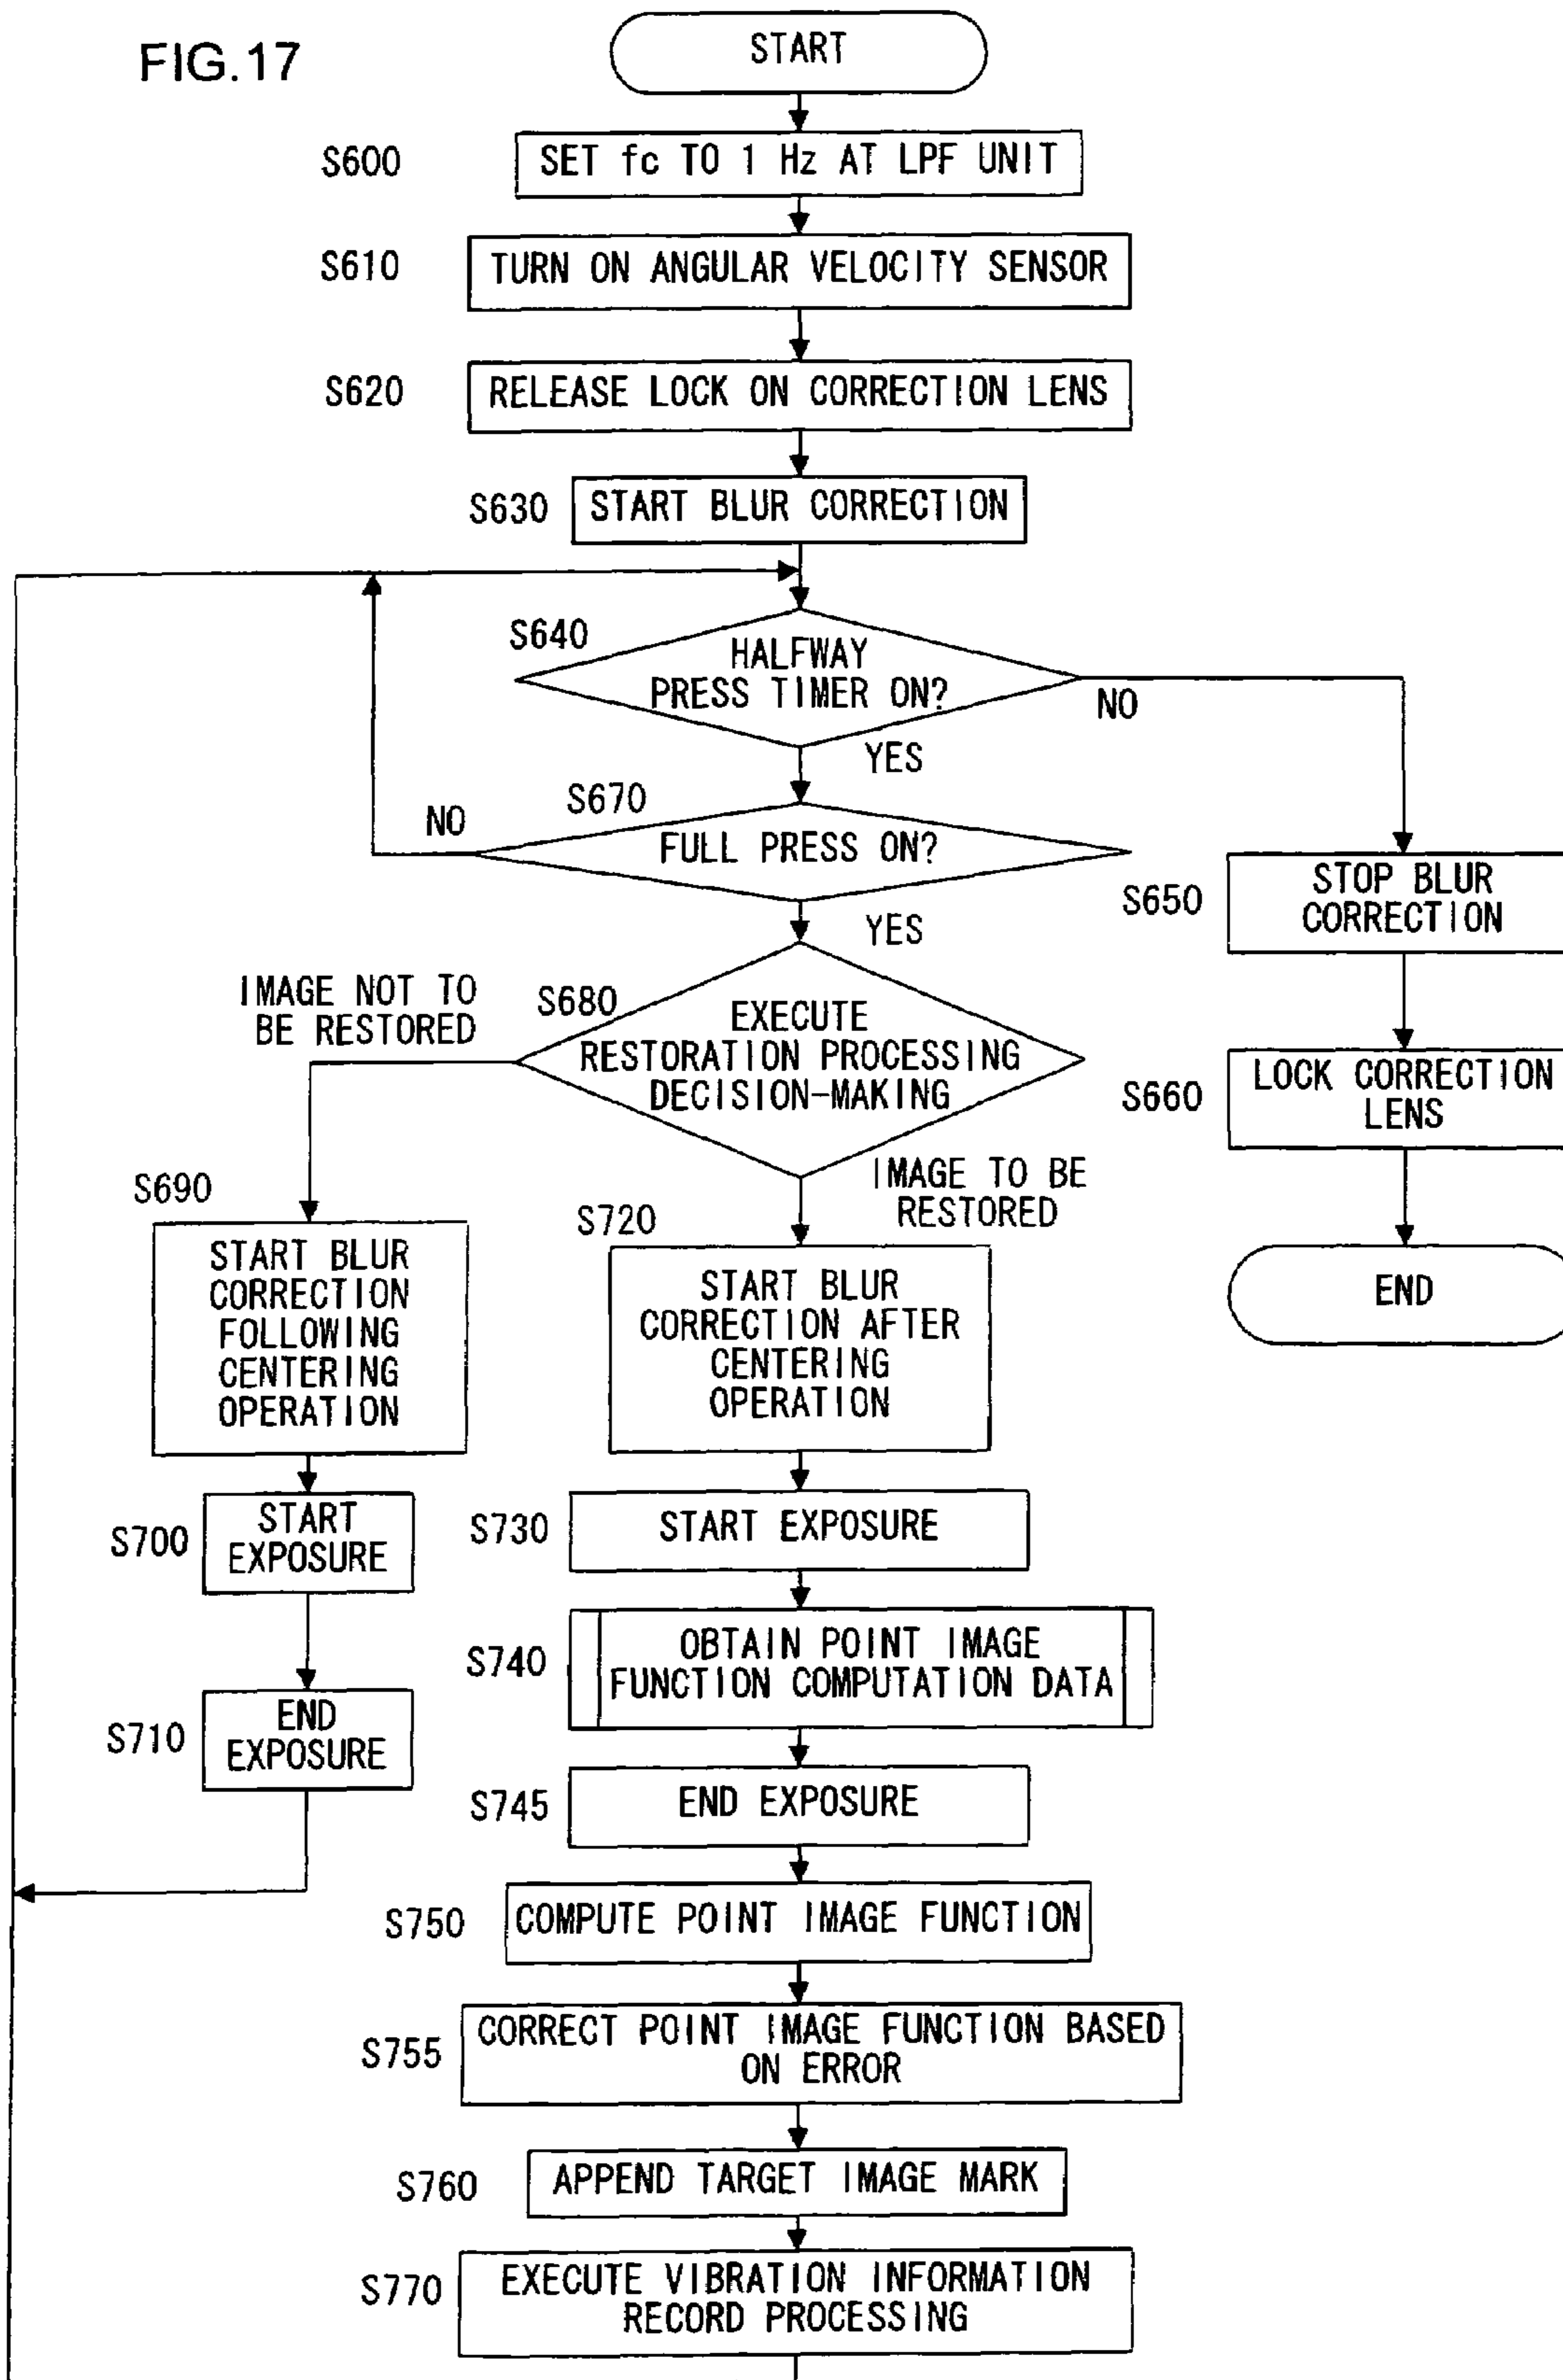 FIG.17
START
S600
SET fc TO 1 Hz AT LPF UNIT
S610
TURN ON ANGULAR VELOCITY SENSOR
S620
RELEASE LOCK ON CORRECTION LENS
S630
START BLUR CORRECTION
S640
HALFWAY
PRESS TIMER ON?
NO
YES
S670
NO
FULL PRESS ON?
YES
S650
STOP BLUR
CORRECTION
S660
LOCK CORRECTION
LENS
END
IMAGE NOT TO
BE RESTORED
S680
EXECUTE
RESTORATION PROCESSING
DECISION-MAKING
IMAGE TO BE
RESTORED
S690
START BLUR
CORRECTION
FOLLOWING
CENTERING
OPERATION
S700
START
EXPOSURE
S710
END
EXPOSURE
S720
START BLUR
CORRECTION AFTER
CENTERING
OPERATION
S730
START EXPOSURE
S740
OBTAIN POINT IMAGE
FUNCTION COMPUTATION DATA
S745
END EXPOSURE
S750
COMPUTE POINT IMAGE FUNCTION
S755
CORRECT POINT IMAGE FUNCTION BASED
ON ERROR
S760
APPEND TARGET IMAGE MARK
S770
EXECUTE VIBRATION INFORMATION
RECORD PROCESSING